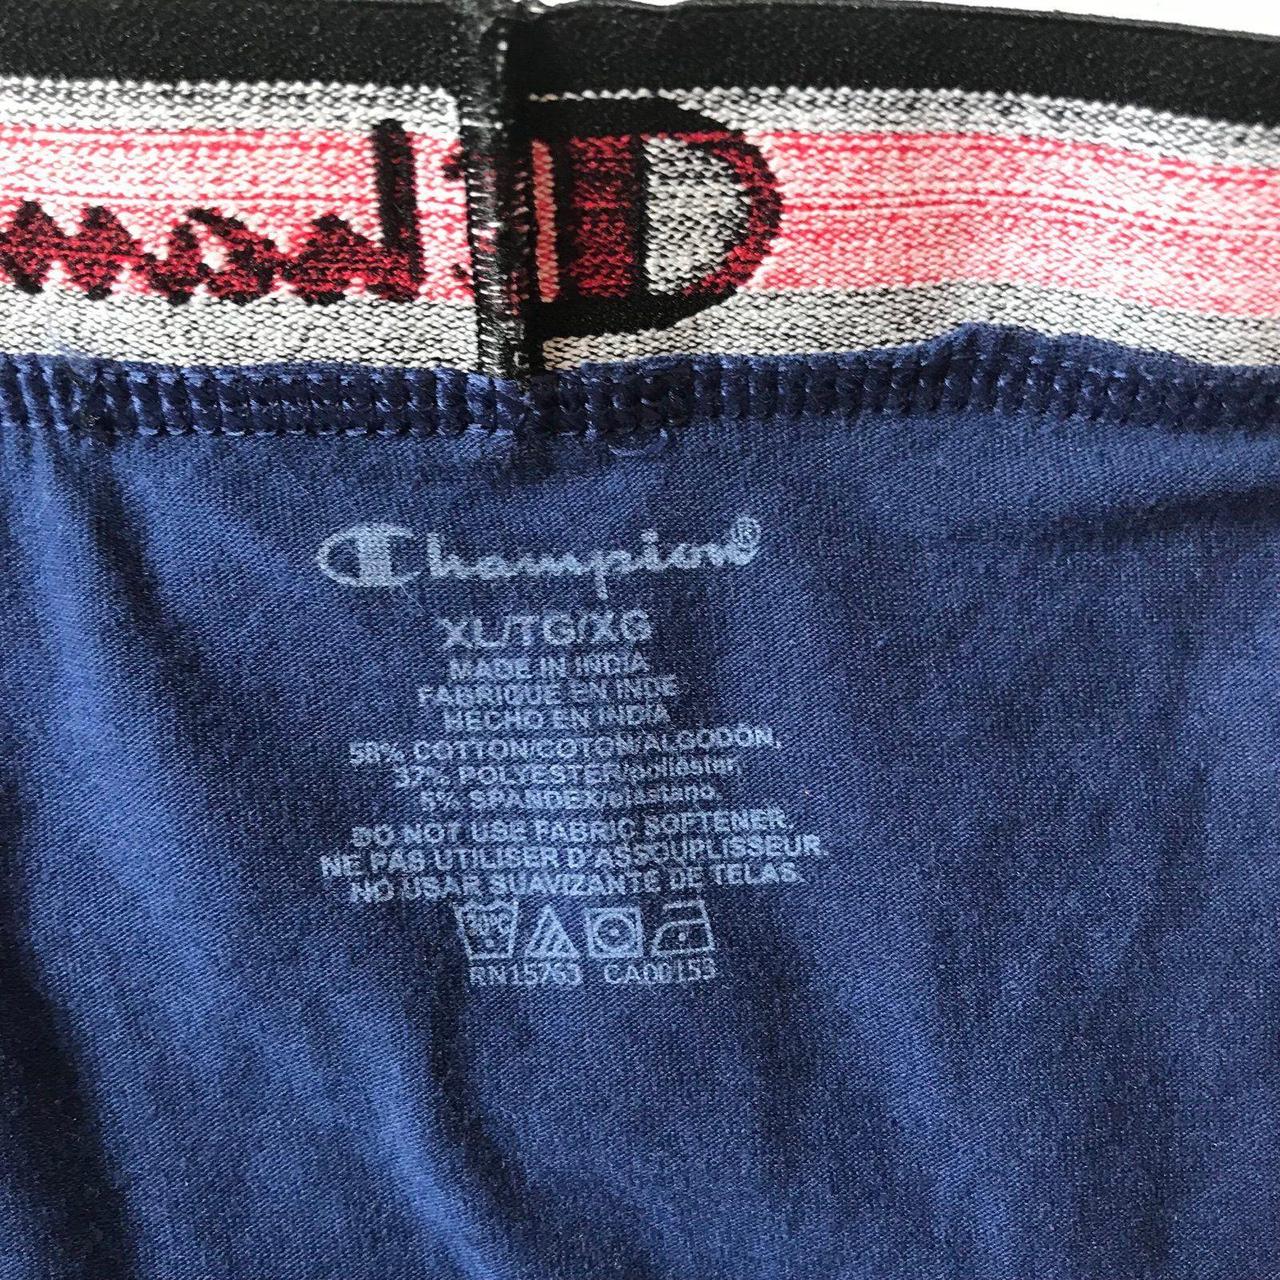 Champion®
XL/TG/XG
MADE IN INDIA
FABRIQUE EN INDE
HECHO EN INDIA
58% COTTON/COTON/ALGODÓN,
37% POLYESTER/poliéster,
5% SPANDEX/elastano.
DO NOT USE FABRIC SOFTENER.
NE PAS UTILISER D'ASSOUPLISSEUR.
NO USAR SUAVIZANTE DE TELAS.
RN15763 CA00153